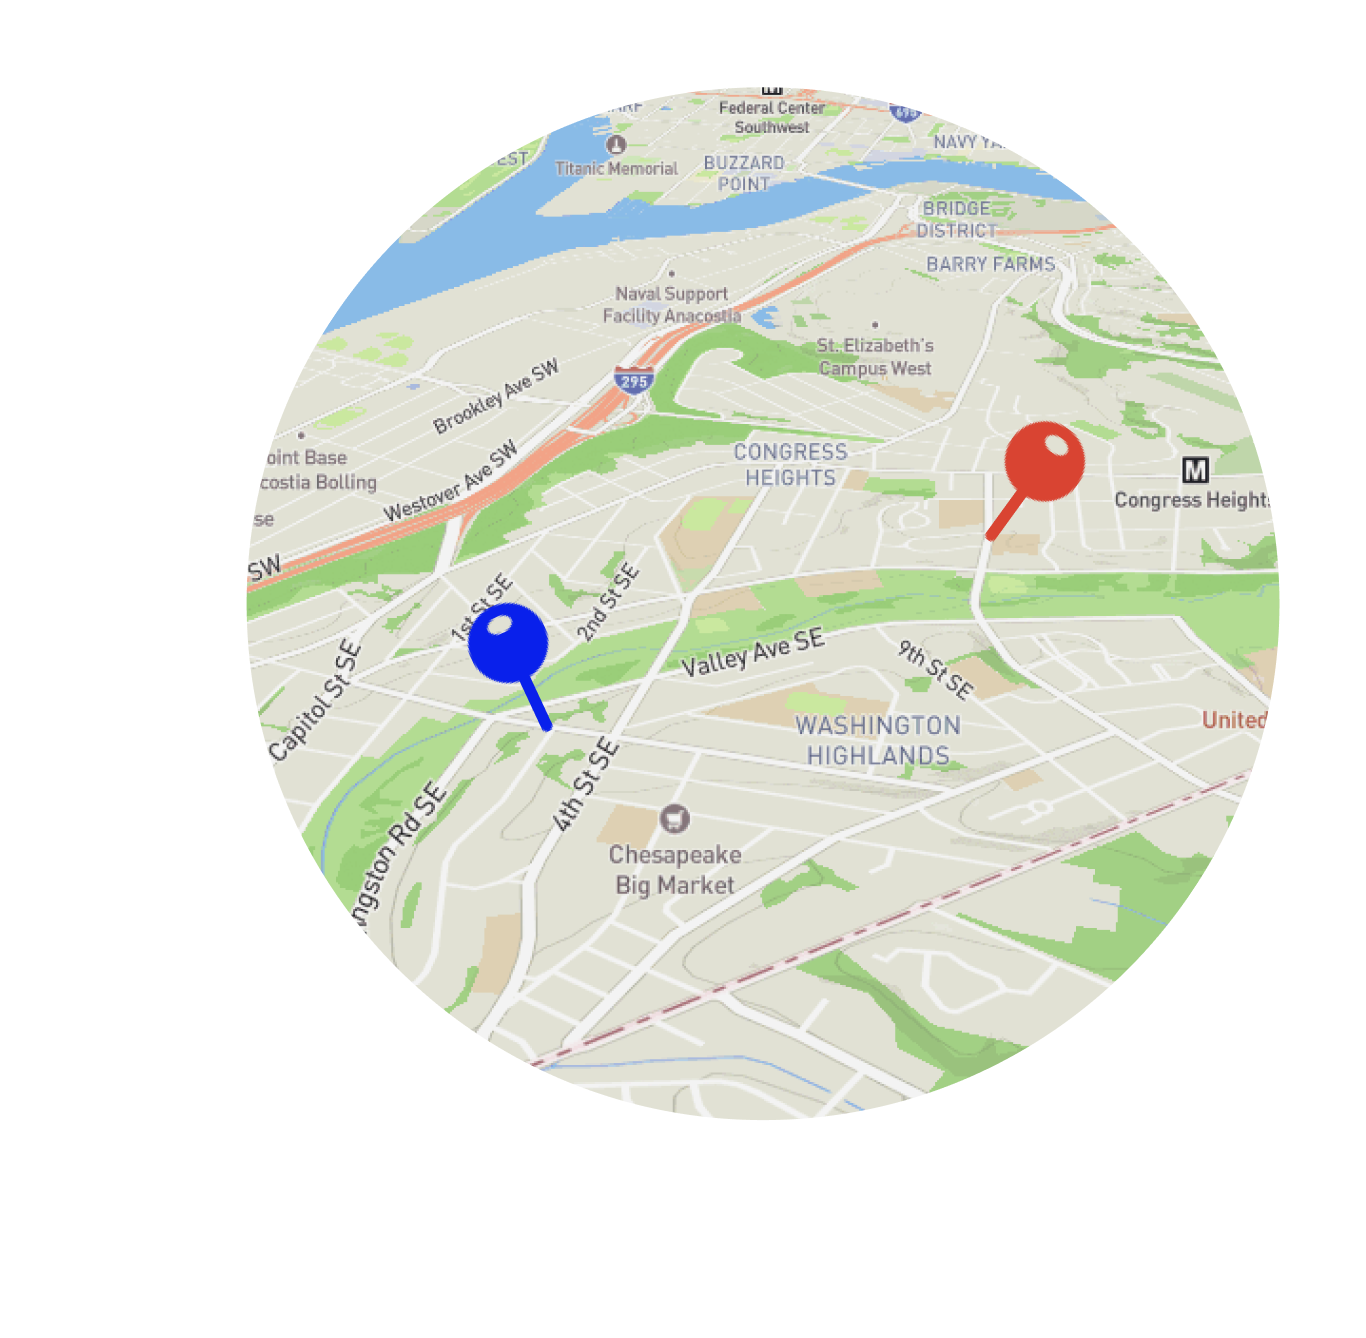 Federal Center
Southwest
695
NAVY YA
EST
Titanic Memorial
BUZZARD
POINT
BRIDGE
DISTRICT
BARRY FARMS
Naval Support
Facility Anacostia
St. Elizabeth's
Campus West
295
Brookley Ave SW
Westover Ave SW
oint Base
costia Bolling
se
SW
CONGRESS
HEIGHTS
M
Congress Heights
1st St SE
2nd St SE
Capitol St SE
Valley Ave SE
9th St SE
WASHINGTON
HIGHLANDS
United
4th St SE
ngston Rd SE
Chesapeake
Big Market